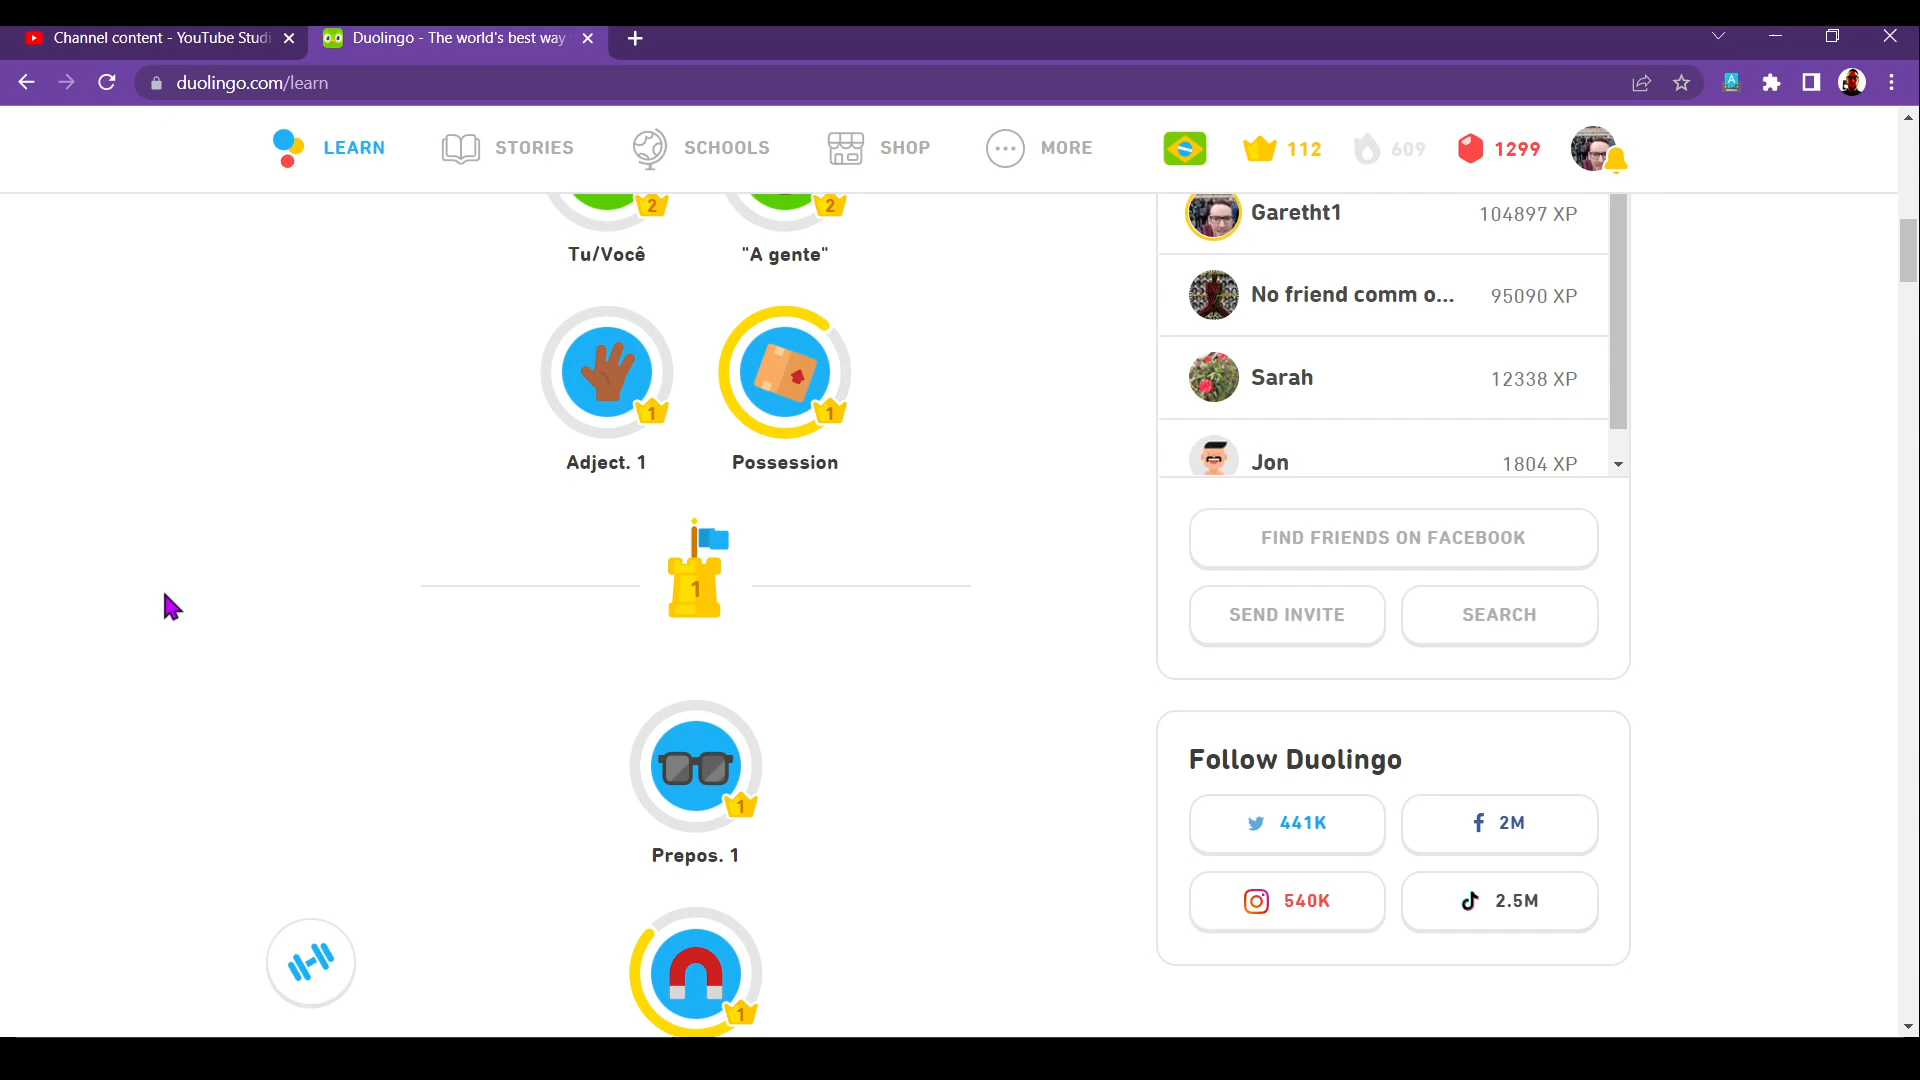 Channel content - YouTube Studi
Duolingo - The world's best way
duolingo.com/learn
LEARN
STORIES
SCHOOLS
SHOP
MORE
112
609
1299
2
2
Tu/Você
"A gente"
1
1
Adject. 1
Possession
1
1
Prepos. 1
1
Garetht1 104897 XP
No friend comm o... 95090 XP
Sarah 12338 XP
Jon 1804 XP
FIND FRIENDS ON FACEBOOK
SEND INVITE
SEARCH
Follow Duolingo
441K
2M
540K
2.5M